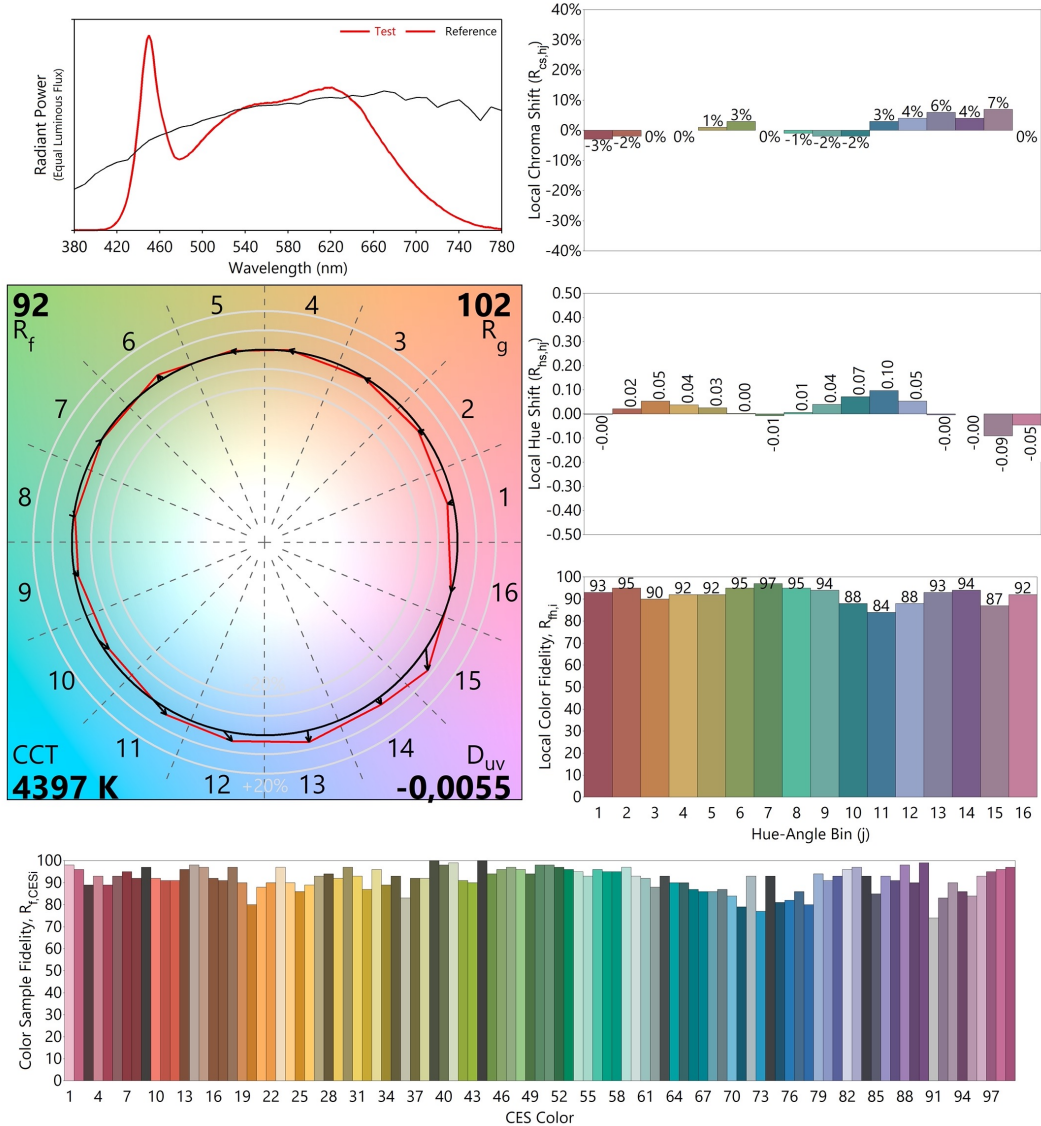 Test Reference
Radiant Power
(Equal Luminous Flux)
380 420 460 500 540 580 620 660 700 740 780
Wavelength (nm)
Local Chroma Shift (Rcs,hj)
40%
30%
20%
10%
0%
-10%
-20%
-30%
-40%
-3% -2% 0% 0% 1% 3% 0% -1% -2% -2% 3% 4% 6% 4% 7% 0%
92
Rf
102
Rg
1
2
3
4
5
6
7
8
9
10
11
12
13
14
15
16
+20%
CCT
4397 K
Duv
-0,0055
Local Hue Shift (Rhs,hj)
0.50
0.40
0.30
0.20
0.10
0.00
-0.10
-0.20
-0.30
-0.40
-0.50
-0.00 0.02 0.05 0.04 0.03 0.00 -0.01 0.01 0.04 0.07 0.10 0.05 -0.00 -0.00 -0.09 -0.05
Local Color Fidelity, Rfh,i
100
90
80
70
60
50
40
30
20
10
0
93 95 90 92 92 95 97 95 94 88 84 88 93 94 87 92
1 2 3 4 5 6 7 8 9 10 11 12 13 14 15 16
Hue-Angle Bin (j)
Color Sample Fidelity, Rf,CESi
100
90
80
70
60
50
40
30
20
10
0
1 4 7 10 13 16 19 22 25 28 31 34 37 40 43 46 49 52 55 58 61 64 67 70 73 76 79 82 85 88 91 94 97
CES Color